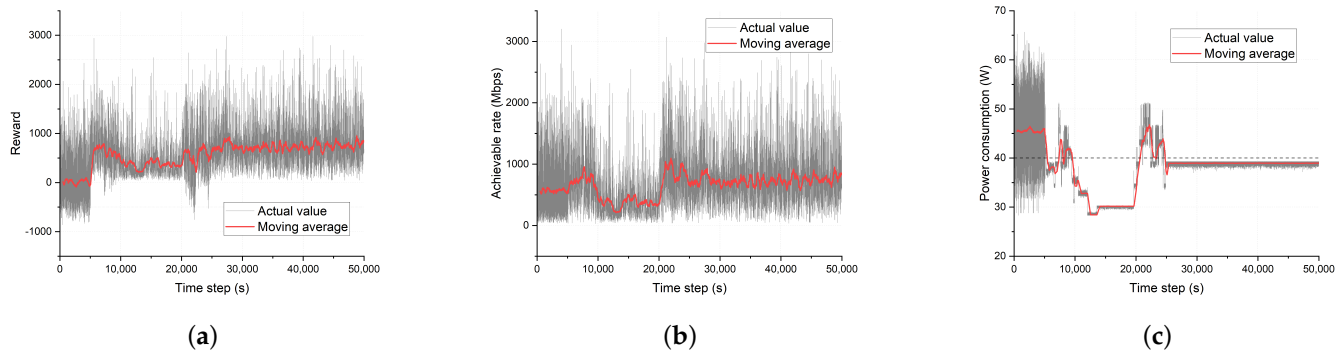 3000
2000
1000
0
-1000
Reward
Actual value
Moving average
0 10,000 20,000 30,000 40,000 50,000
Time step (s)
(a)
3000
2000
1000
0
Achievable rate (Mbps)
Actual value
Moving average
0 10,000 20,000 30,000 40,000 50,000
Time step (s)
(b)
70
60
50
40
30
20
Power consumption (W)
Actual value
Moving average
0 10,000 20,000 30,000 40,000 50,000
Time step (s)
(c)